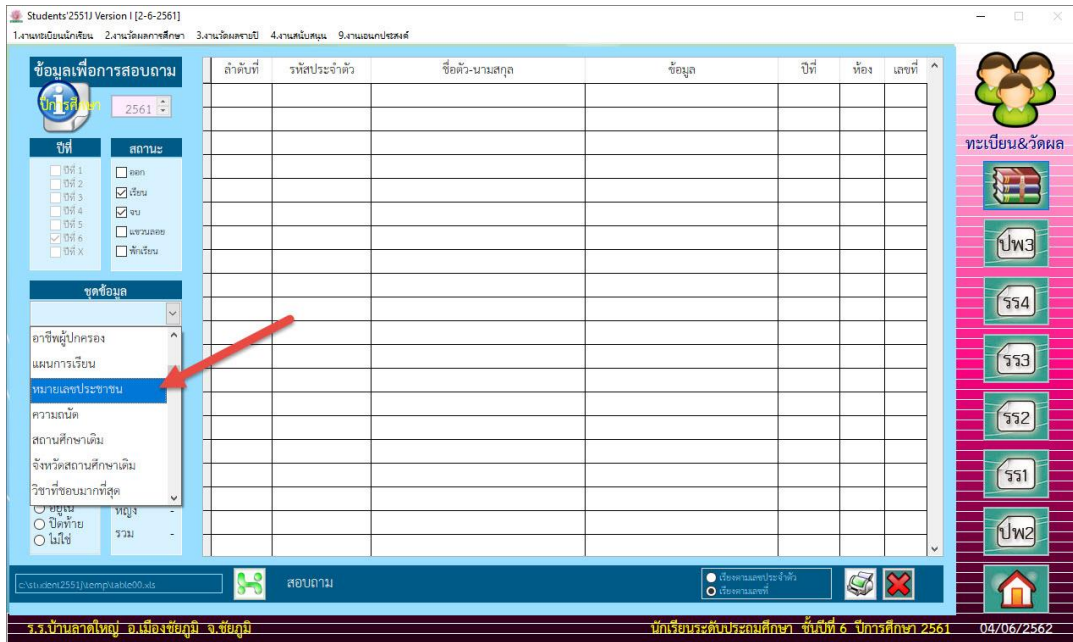 Students'2551J Version I [2-6-2561]
1.งานทะเบียนนักเรียน 2.งานวัดผลการศึกษา 3.งานวัดผลรายปี 4.งานสนับสนุน 9.งานเอนกประสงค์
ข้อมูลเพื่อการสอบถาม
ปีการศึกษา 2561
ปีที่ สถานะ
ปีที่ 1 ออก
ปีที่ 2
ปีที่ 3 เรียน
ปีที่ 4 จบ
ปีที่ 5 แขวนลอย
ปีที่ 6
ปีที่ X พักเรียน
ชุดข้อมูล
อาชีพผู้ปกครอง
แผนการเรียน
หมายเลขประชาชน
ความถนัด
สถานศึกษาเดิม
จังหวัดสถานศึกษาเดิม
วิชาที่ชอบมากที่สุด
หญิง -
ปิดท้าย
รวม -
ไม่ใช่
ลำดับที่ รหัสประจำตัว ชื่อตัว-นามสกุล ข้อมูล ปีที่ ห้อง เลขที่
ทะเบียน&วัดผล
ปพ3
รร4
รร3
รร2
รร1
ปพ2
c:\student2551J\temp\table00.xls
สอบถาม
เรียงตามเลขประจำตัว
เรียงตามเลขที่
ร.ร.บ้านลาดใหญ่ อ.เมืองชัยภูมิ จ.ชัยภูมิ
นักเรียนระดับประถมศึกษา ชั้นปีที่ 6 ปีการศึกษา 2561
04/06/2562